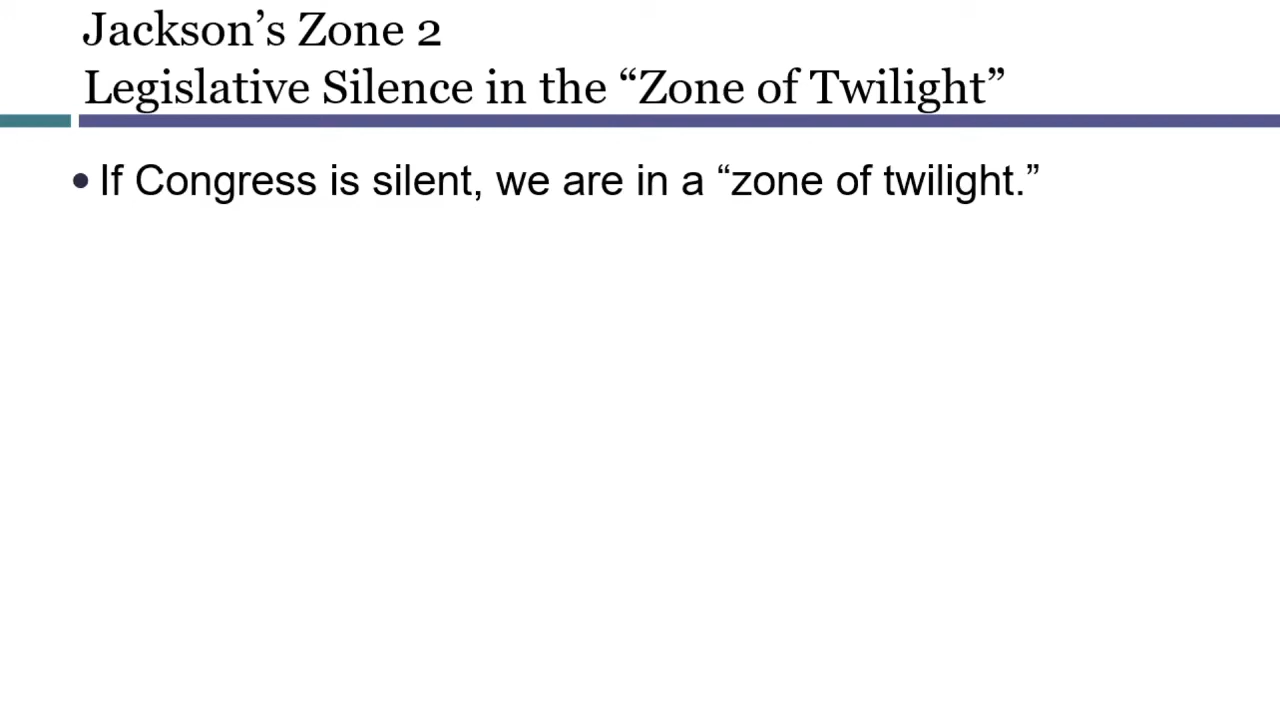 Jackson’s Zone 2
Legislative Silence in the “Zone of Twilight”
• If Congress is silent, we are in a “zone of twilight.”